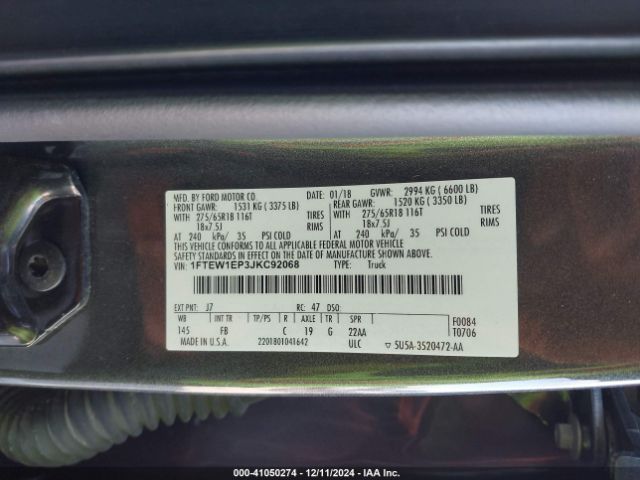 MFD. BY FORD MOTOR CO. DATE: 01/18 GVWR: 2994 KG ( 6600 LB)
FRONT GAWR: 1531 KG ( 3375 LB) REAR GAWR: 1520 KG ( 3350 LB)
WITH 275/65R18 116T TIRES WITH 275/65R18 116T TIRES
18x7.5J RIMS 18x7.5J RIMS
AT 240 kPa/ 35 PSI COLD AT 240 kPa/ 35 PSI COLD
THIS VEHICLE CONFORMS TO ALL APPLICABLE FEDERAL MOTOR VEHICLE
SAFETY STANDARDS IN EFFECT ON THE DATE OF MANUFACTURE SHOWN ABOVE.
VIN: 1FTEW1EP3JKC92068 TYPE: Truck
EXT PNT: J7 RC: 47 DSO:
WB INT TR TP/PS R AXLE TR SPR F0084
145 FB C 19 G 22AA T0706
MADE IN U.S.A. 2201801041642 ULC ▽ 5U5A-3520472-AA
000-41050274 - 12/11/2024 - IAA Inc.